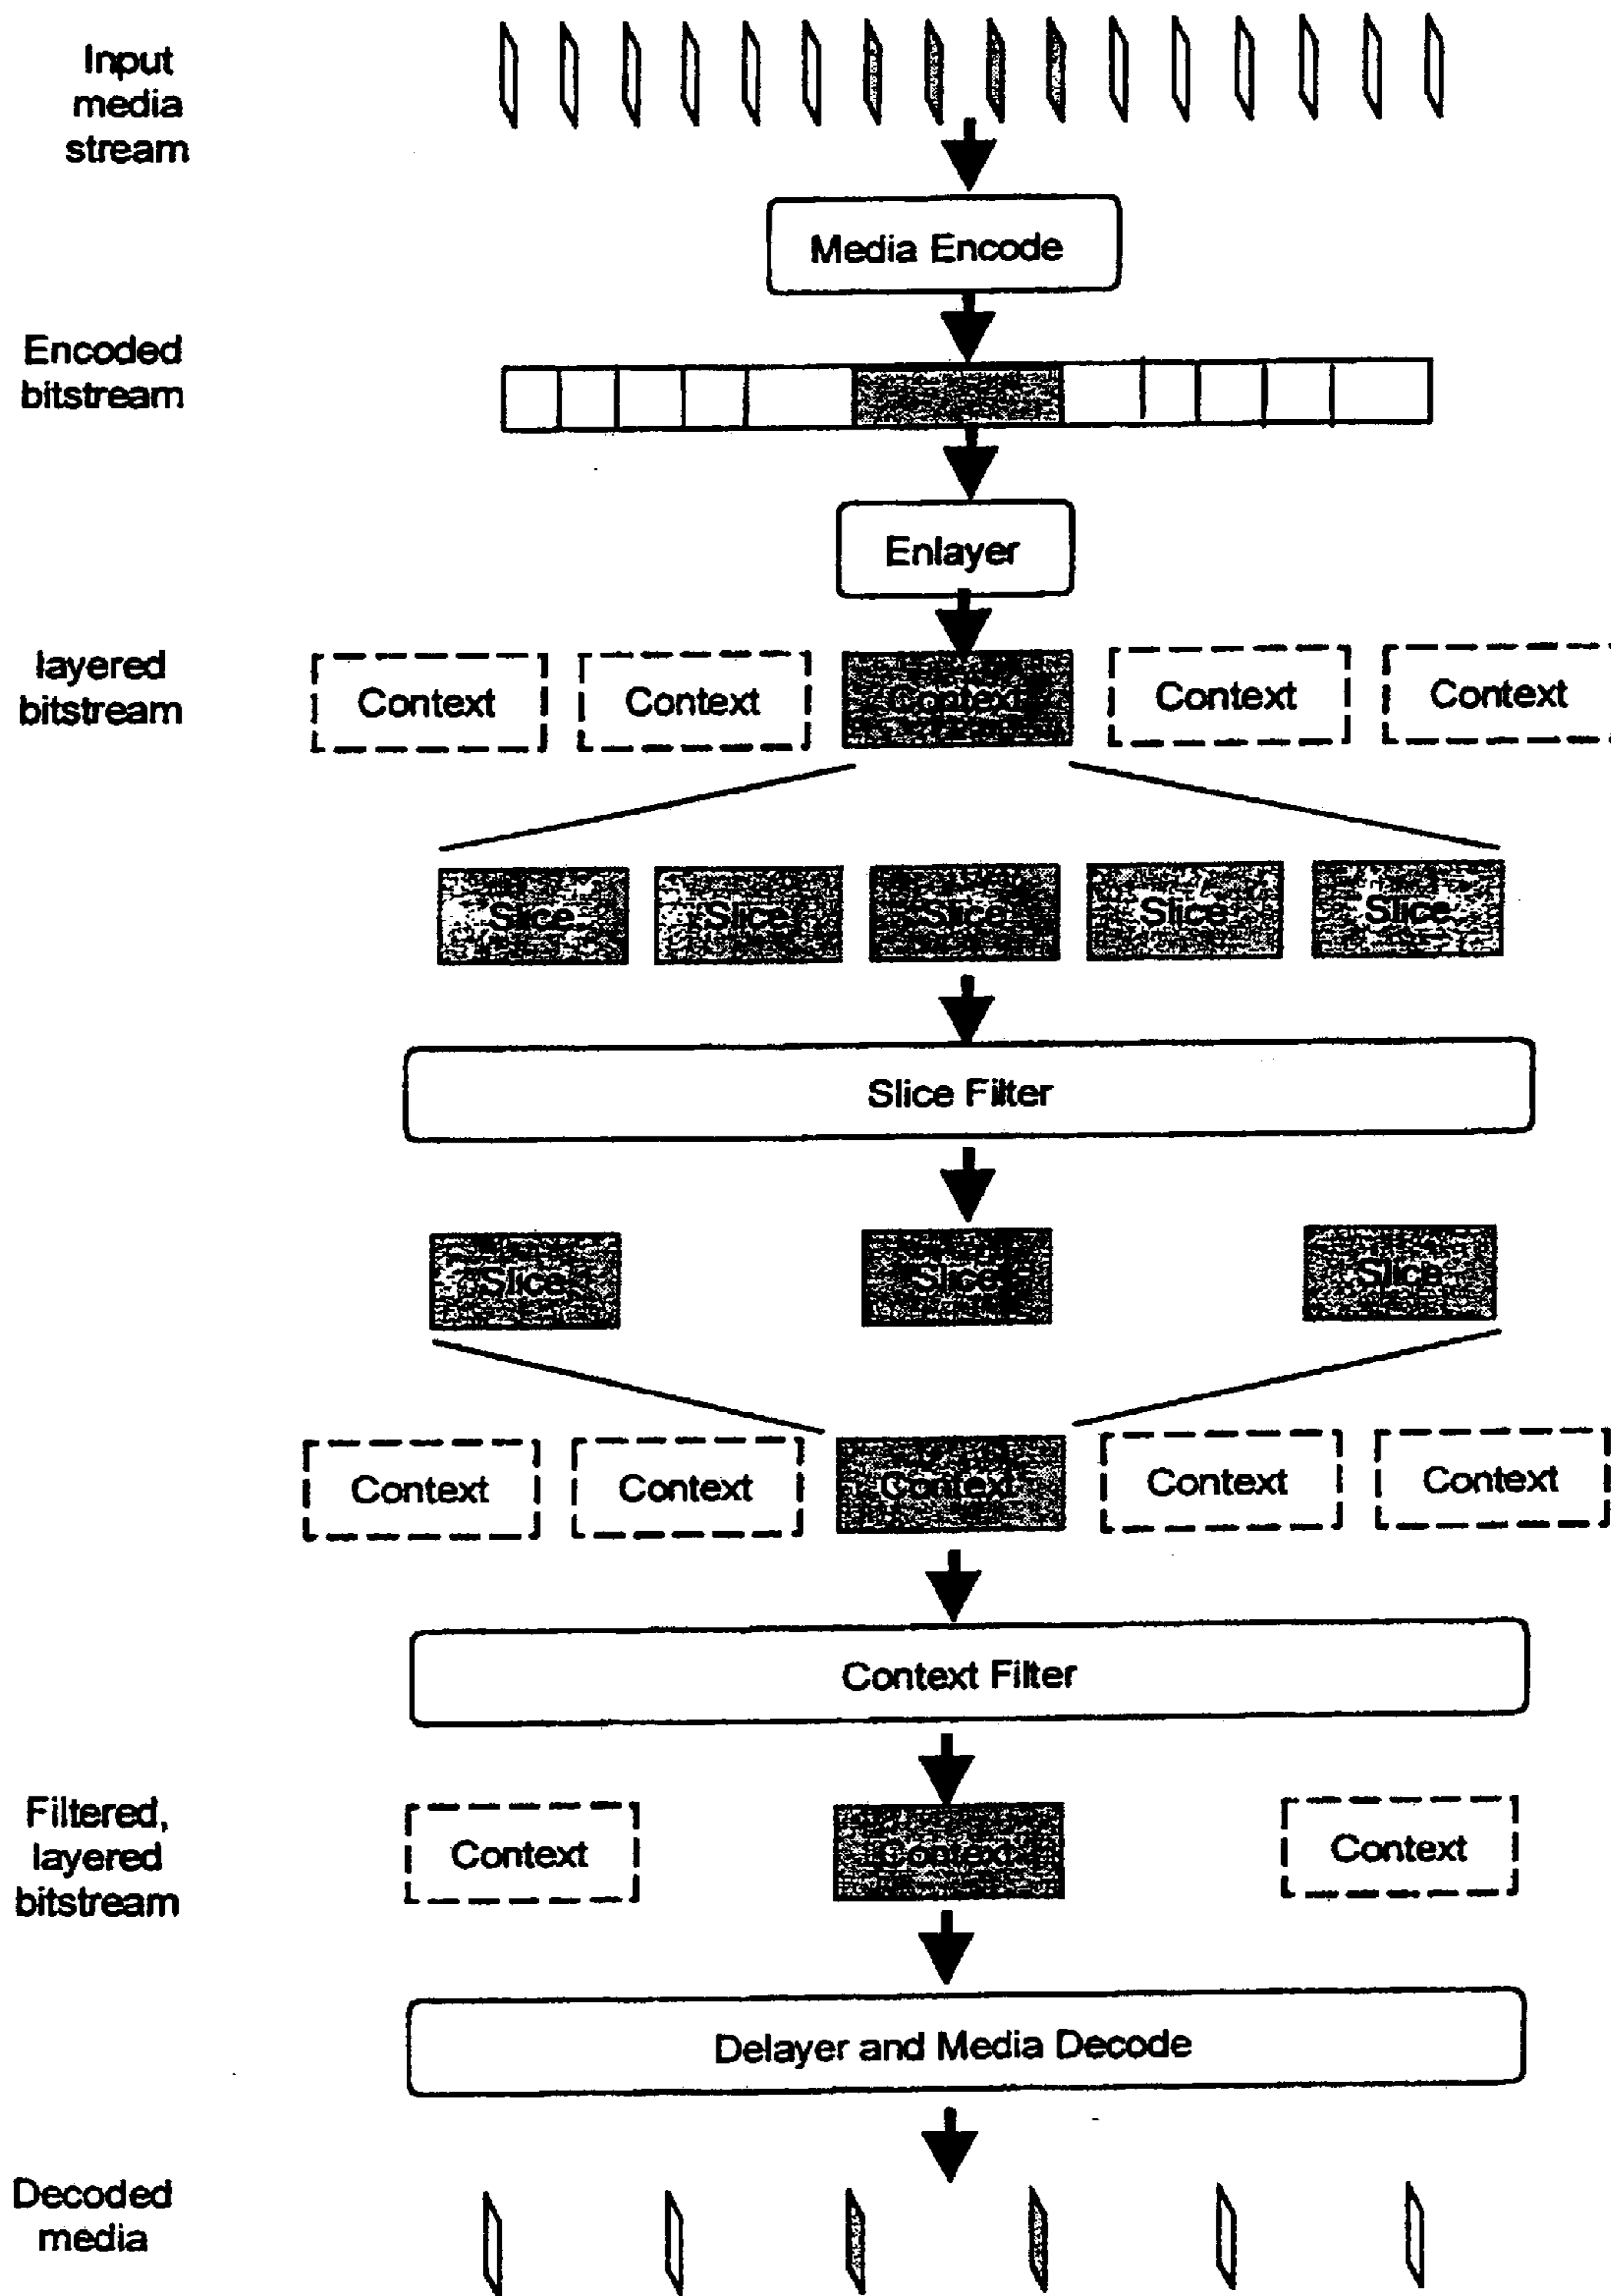 Input
media
stream
Media Encode
Encoded
bitstream
Enlayer
layered
bitstream
Context Context Context Context Context
Slice Slice Slice Slice Slice
Slice Filter
Slice Slice Slice
Context Context Context Context Context
Context Filter
Filtered,
layered
bitstream
Context Context Context
Delayer and Media Decode
Decoded
media